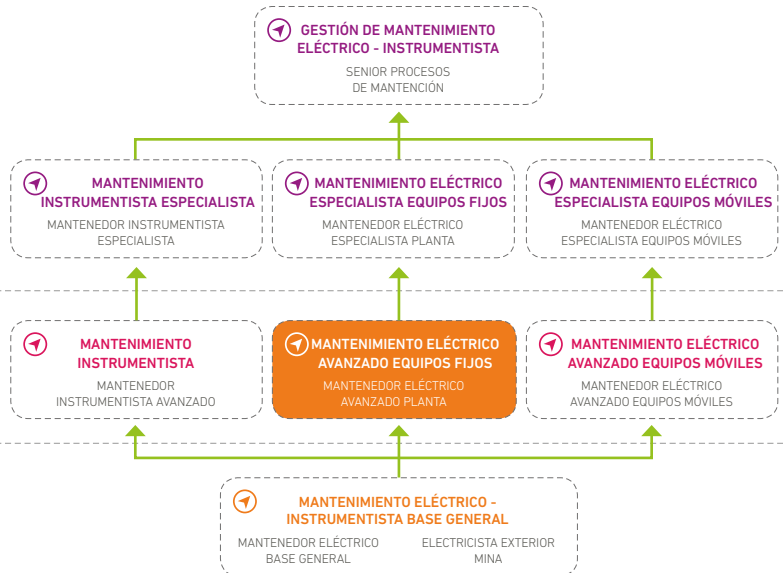 GESTIÓN DE MANTENIMIENTO
ELÉCTRICO - INSTRUMENTISTA
SENIOR PROCESOS
DE MANTENCIÓN
MANTENIMIENTO
INSTRUMENTISTA ESPECIALISTA
MANTENEDOR INSTRUMENTISTA
ESPECIALISTA
MANTENIMIENTO ELÉCTRICO
ESPECIALISTA EQUIPOS FIJOS
MANTENEDOR ELÉCTRICO
ESPECIALISTA PLANTA
MANTENIMIENTO ELÉCTRICO
ESPECIALISTA EQUIPOS MÓVILES
MANTENEDOR ELÉCTRICO
ESPECIALISTA EQUIPOS MÓVILES
MANTENIMIENTO
INSTRUMENTISTA
MANTENEDOR
INSTRUMENTISTA AVANZADO
MANTENIMIENTO ELÉCTRICO
AVANZADO EQUIPOS FIJOS
MANTENEDOR ELÉCTRICO
AVANZADO PLANTA
MANTENIMIENTO ELÉCTRICO
AVANZADO EQUIPOS MÓVILES
MANTENEDOR ELÉCTRICO
AVANZADO EQUIPOS MÓVILES
MANTENIMIENTO ELÉCTRICO -
INSTRUMENTISTA BASE GENERAL
MANTENEDOR ELÉCTRICO
BASE GENERAL
ELECTRICISTA EXTERIOR
MINA